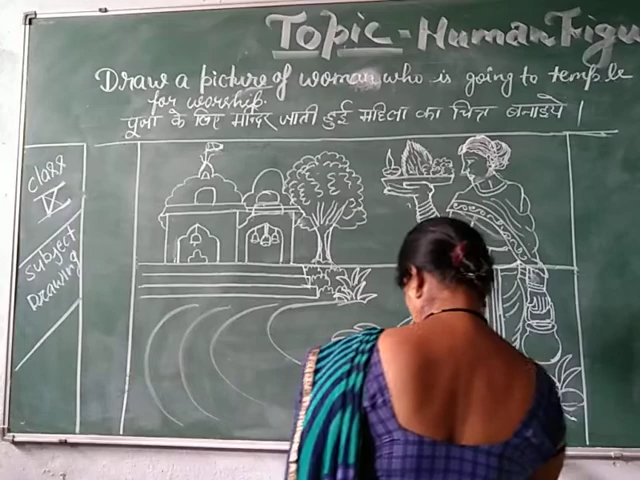 Topic - Human Figu
Draw a picture of woman who is going to temple
for worship.
पूजा के लिए मन्दिर जाती हुई महिला का चित्र बनाइये |
Class
IX
Subject
Drawing